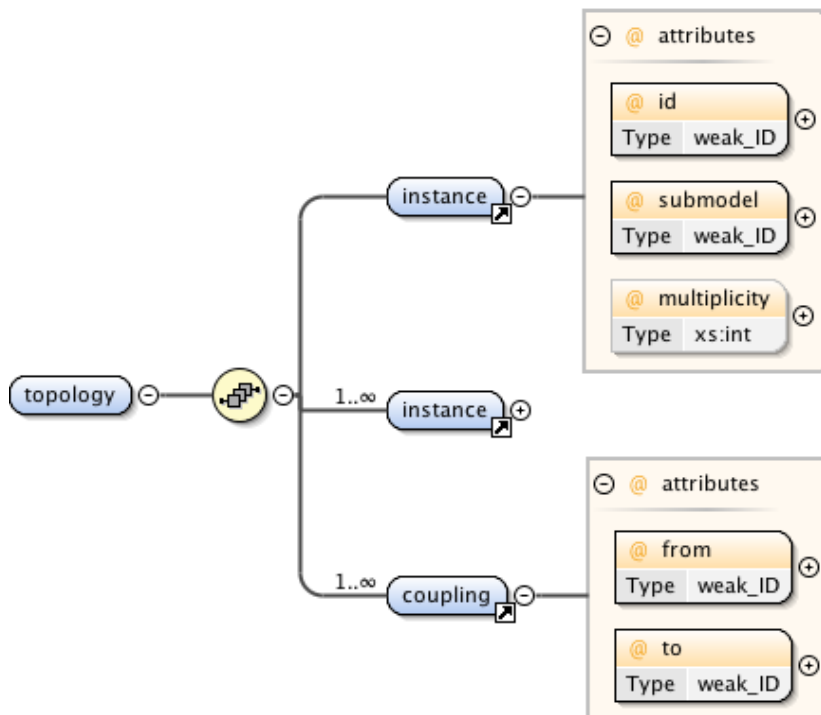 @ attributes
@ id
Type weak_ID
instance
@ submodel
Type weak_ID
@ multiplicity
Type xs:int
topology
1..∞
instance
@ attributes
@ from
Type weak_ID
1..∞
coupling
@ to
Type weak_ID